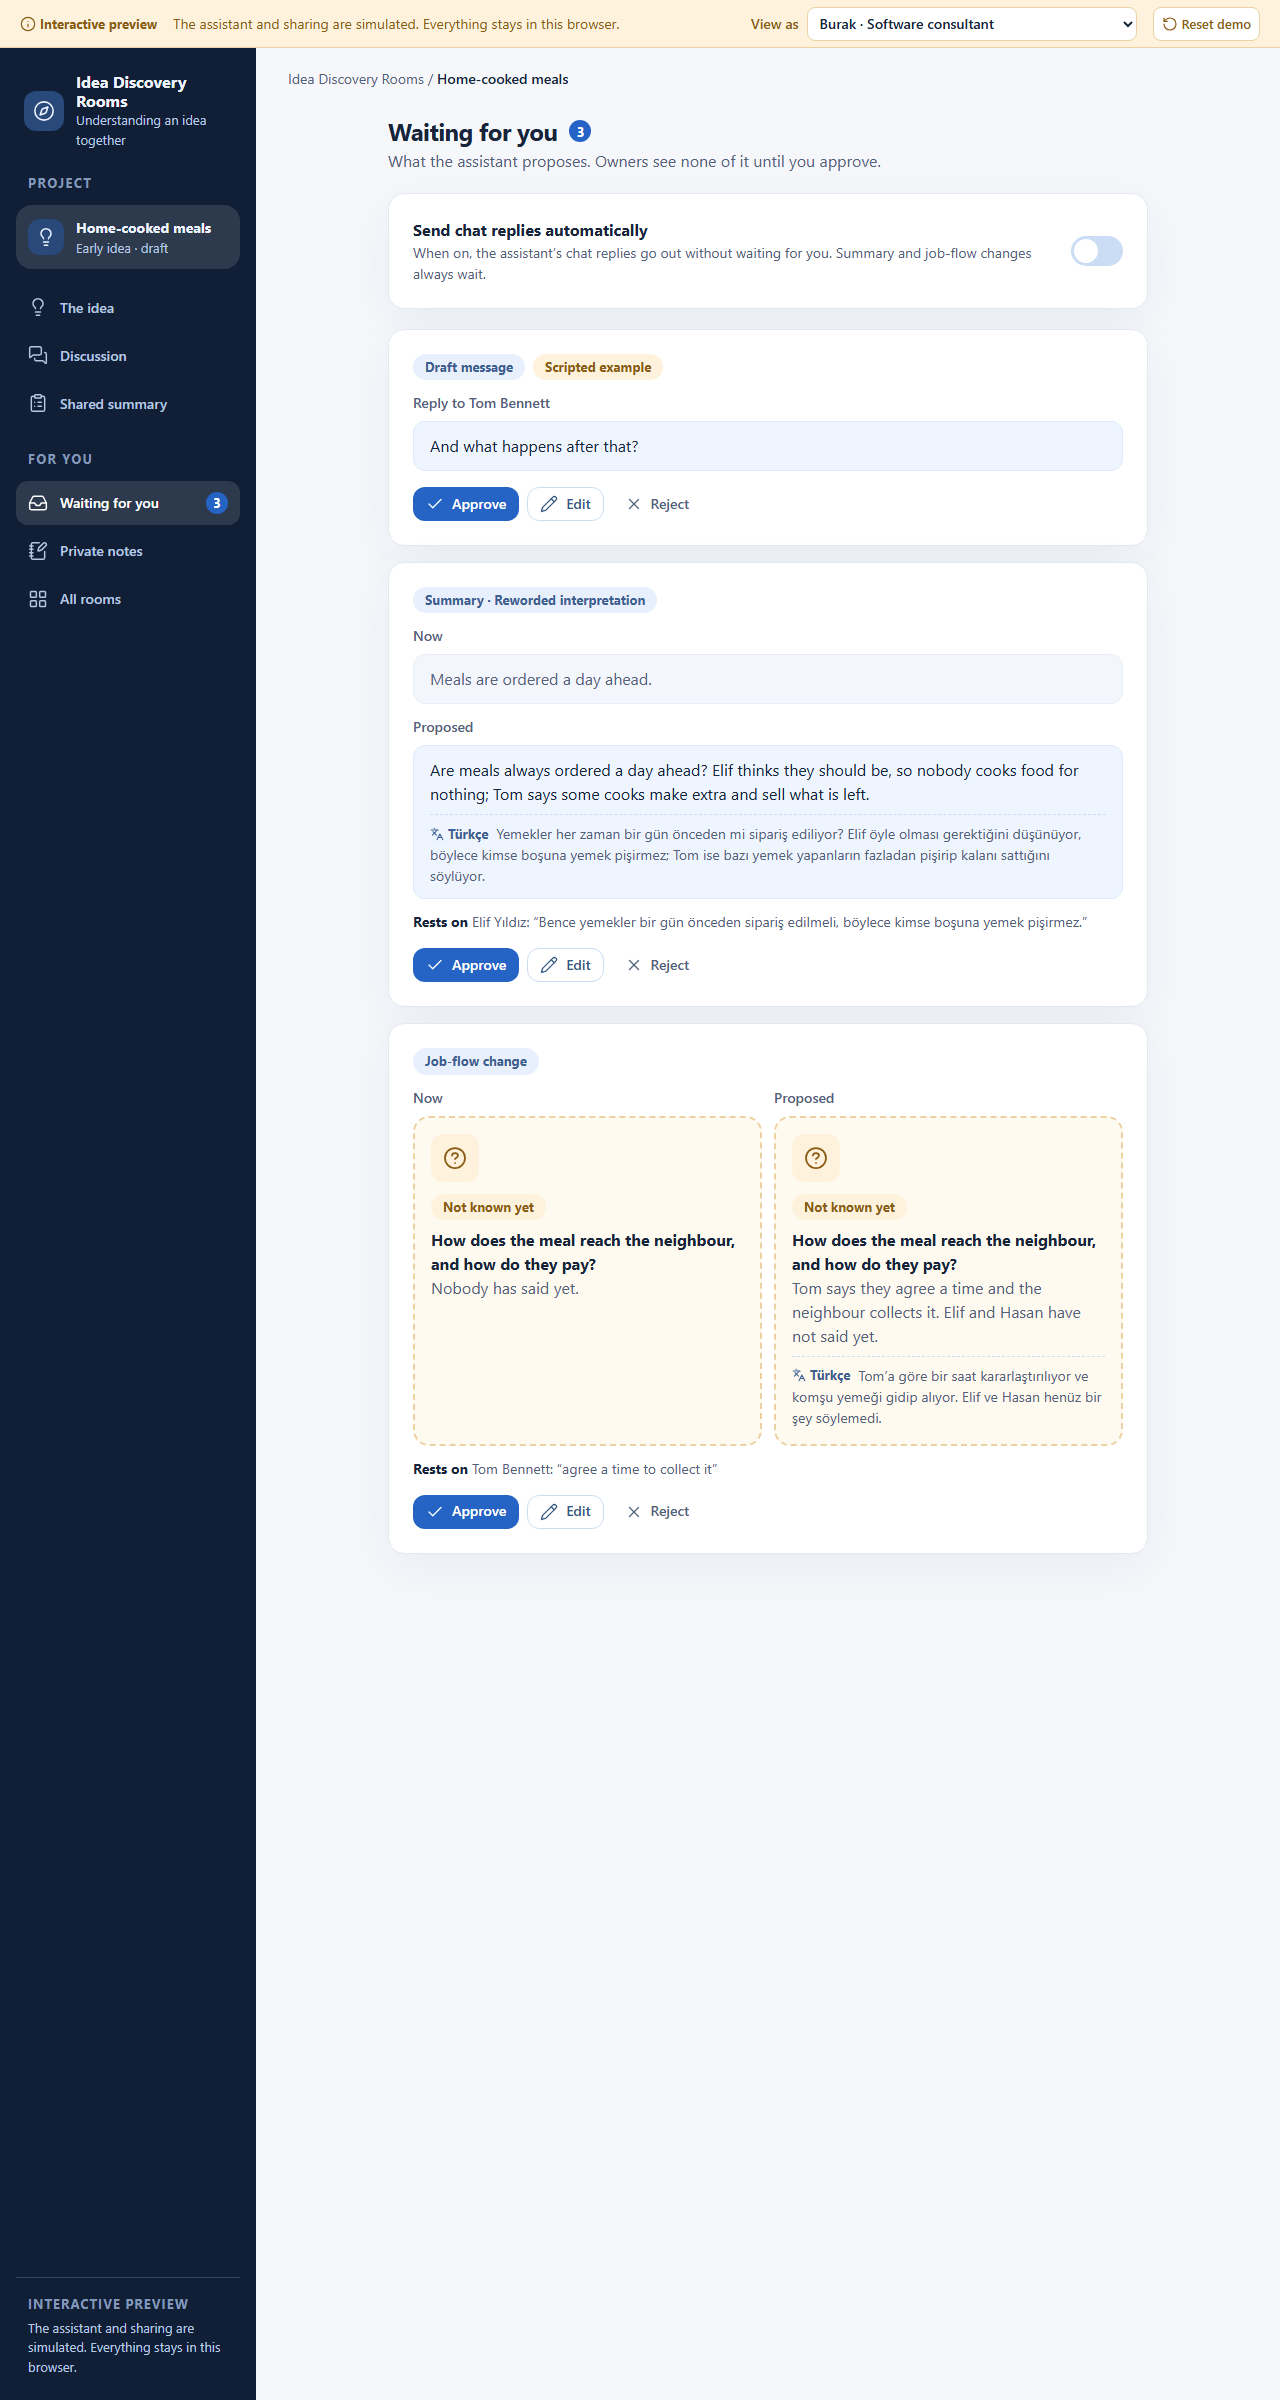 Interactive preview
The assistant and sharing are simulated. Everything stays in this browser.
View as
Burak · Software consultant
Reset demo
Idea Discovery
Rooms
Understanding an idea
together
PROJECT
Home-cooked meals
Early idea · draft
The idea
Discussion
Shared summary
FOR YOU
Waiting for you
3
Private notes
All rooms
INTERACTIVE PREVIEW
The assistant and sharing are
simulated. Everything stays in this
browser.
Idea Discovery Rooms / Home-cooked meals
Waiting for you 3
What the assistant proposes. Owners see none of it until you approve.
Send chat replies automatically
When on, the assistant's chat replies go out without waiting for you. Summary and job-flow changes
always wait.
Draft message
Scripted example
Reply to Tom Bennett
And what happens after that?
Approve
Edit
Reject
Summary · Reworded interpretation
Now
Meals are ordered a day ahead.
Proposed
Are meals always ordered a day ahead? Elif thinks they should be, so nobody cooks food for
nothing; Tom says some cooks make extra and sell what is left.
Türkçe Yemekler her zaman bir gün önceden mi sipariş ediliyor? Elif öyle olması gerektiğini düşünüyor,
böylece kimse boşuna yemek pişirmez; Tom ise bazı yemek yapanların fazladan pişirip kalanı sattığını
söylüyor.
Rests on Elif Yıldız: “Bence yemekler bir gün önceden sipariş edilmeli, böylece kimse boşuna yemek pişirmez.”
Approve
Edit
Reject
Job-flow change
Now
Not known yet
How does the meal reach the neighbour,
and how do they pay?
Nobody has said yet.
Proposed
Not known yet
How does the meal reach the neighbour,
and how do they pay?
Tom says they agree a time and the
neighbour collects it. Elif and Hasan have
not said yet.
Türkçe Tom’a göre bir saat kararlaştırılıyor ve
komşu yemeği gidip alıyor. Elif ve Hasan henüz bir
şey söylemedi.
Rests on Tom Bennett: “agree a time to collect it”
Approve
Edit
Reject